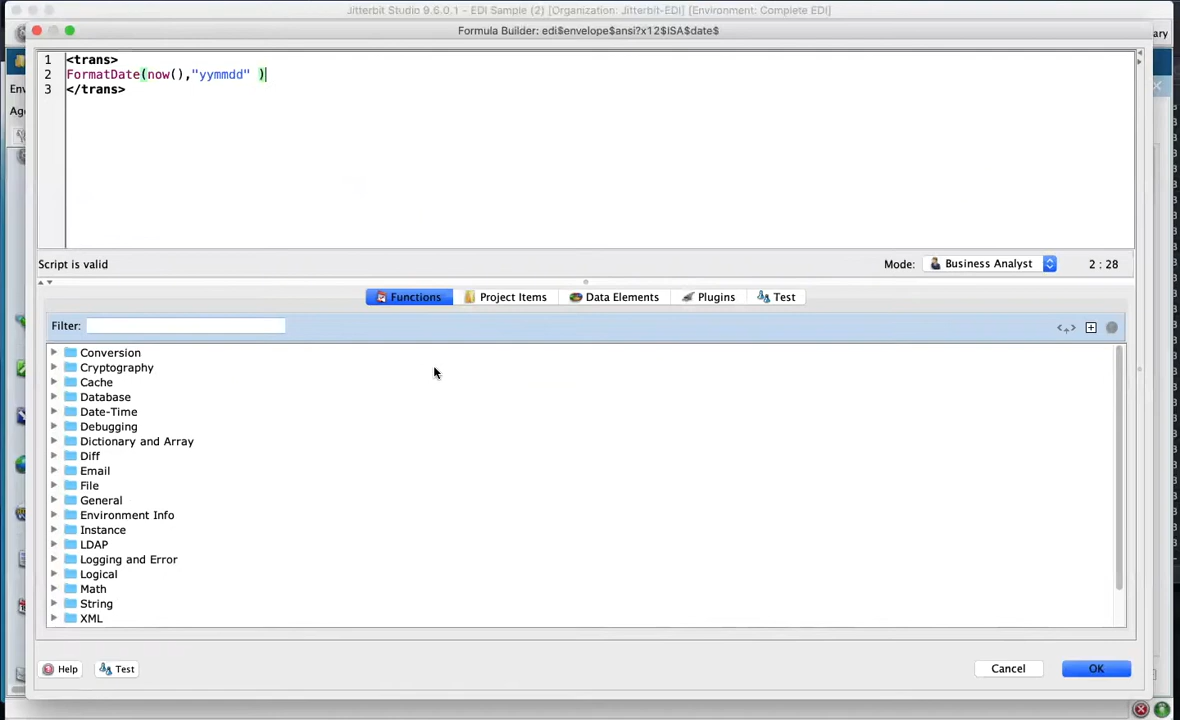 Jitterbit Studio 9.6.0.1 - EDI Sample (2) [Organization: Jitterbit-EDI] [Environment: Complete EDI]
Formula Builder: edi$envelope$ansi?x12$ISA$date$
ary
Env
Age
1 <trans>
2 FormatDate(now(),"yymmdd" )
3 </trans>
Script is valid
Mode: Business Analyst 2 : 28
Functions Project Items Data Elements Plugins Test
Filter:
Conversion
Cryptography
Cache
Database
Date-Time
Debugging
Dictionary and Array
Diff
Email
File
General
Environment Info
Instance
LDAP
Logging and Error
Logical
Math
String
XML
Help Test Cancel OK